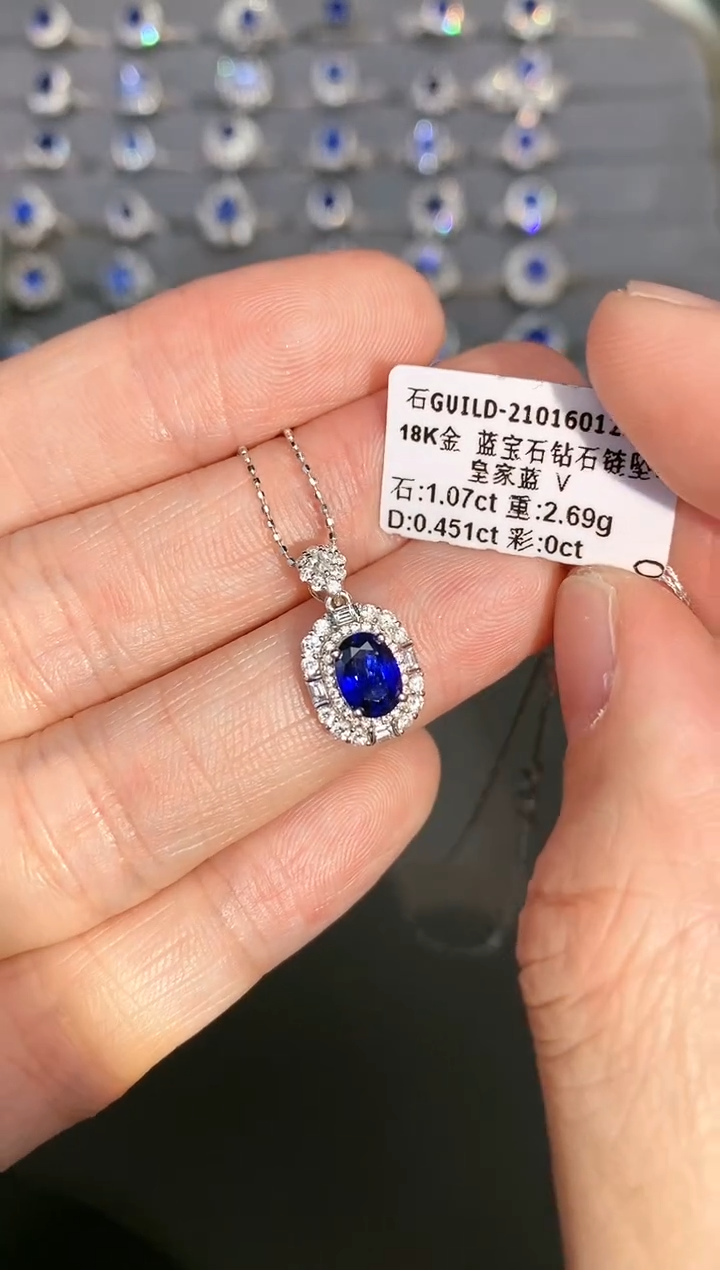 石GUILD-21016012
18K金 蓝宝石钻石链坠
皇家蓝 V
石:1.07ct 重:2.69g
D:0.451ct 彩:0ct